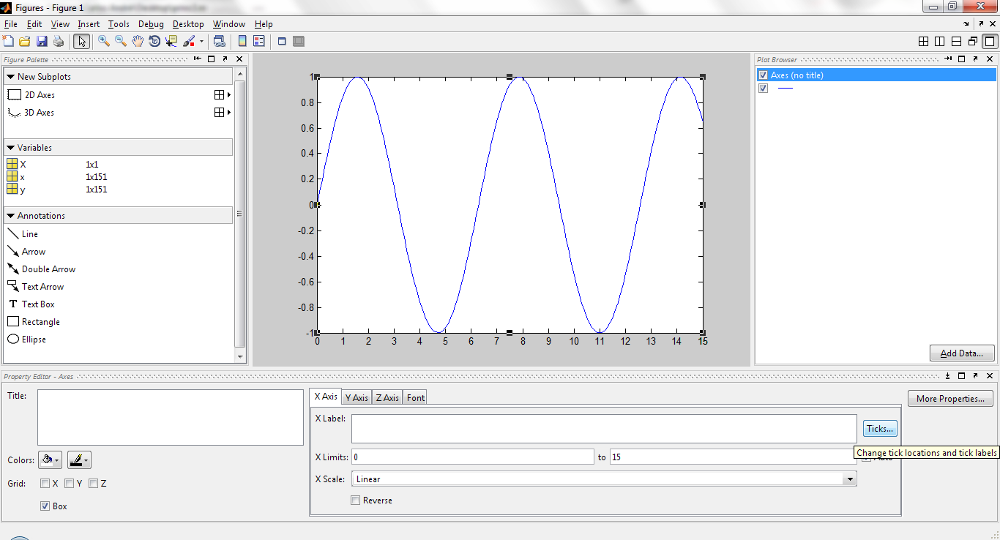 Figures - Figure 1
File Edit View Insert Tools Debug Desktop Window Help
Figure Palette
New Subplots
2D Axes
3D Axes
Variables
X 1x1
x 1x151
y 1x151
Annotations
Line
Arrow
Double Arrow
Text Arrow
T Text Box
Rectangle
Ellipse
1
0.8
0.6
0.4
0.2
0
-0.2
-0.4
-0.6
-0.8
-1
0 1 2 3 4 5 6 7 8 9 10 11 12 13 14 15
Plot Browser
Axes (no title)
Add Data...
Property Editor - Axes
Title:
Colors:
Grid: X Y Z
Box
X Axis Y Axis Z Axis Font
X Label:
Ticks...
X Limits: 0 to 15
Change tick locations and tick labels
X Scale: Linear
Reverse
More Properties...